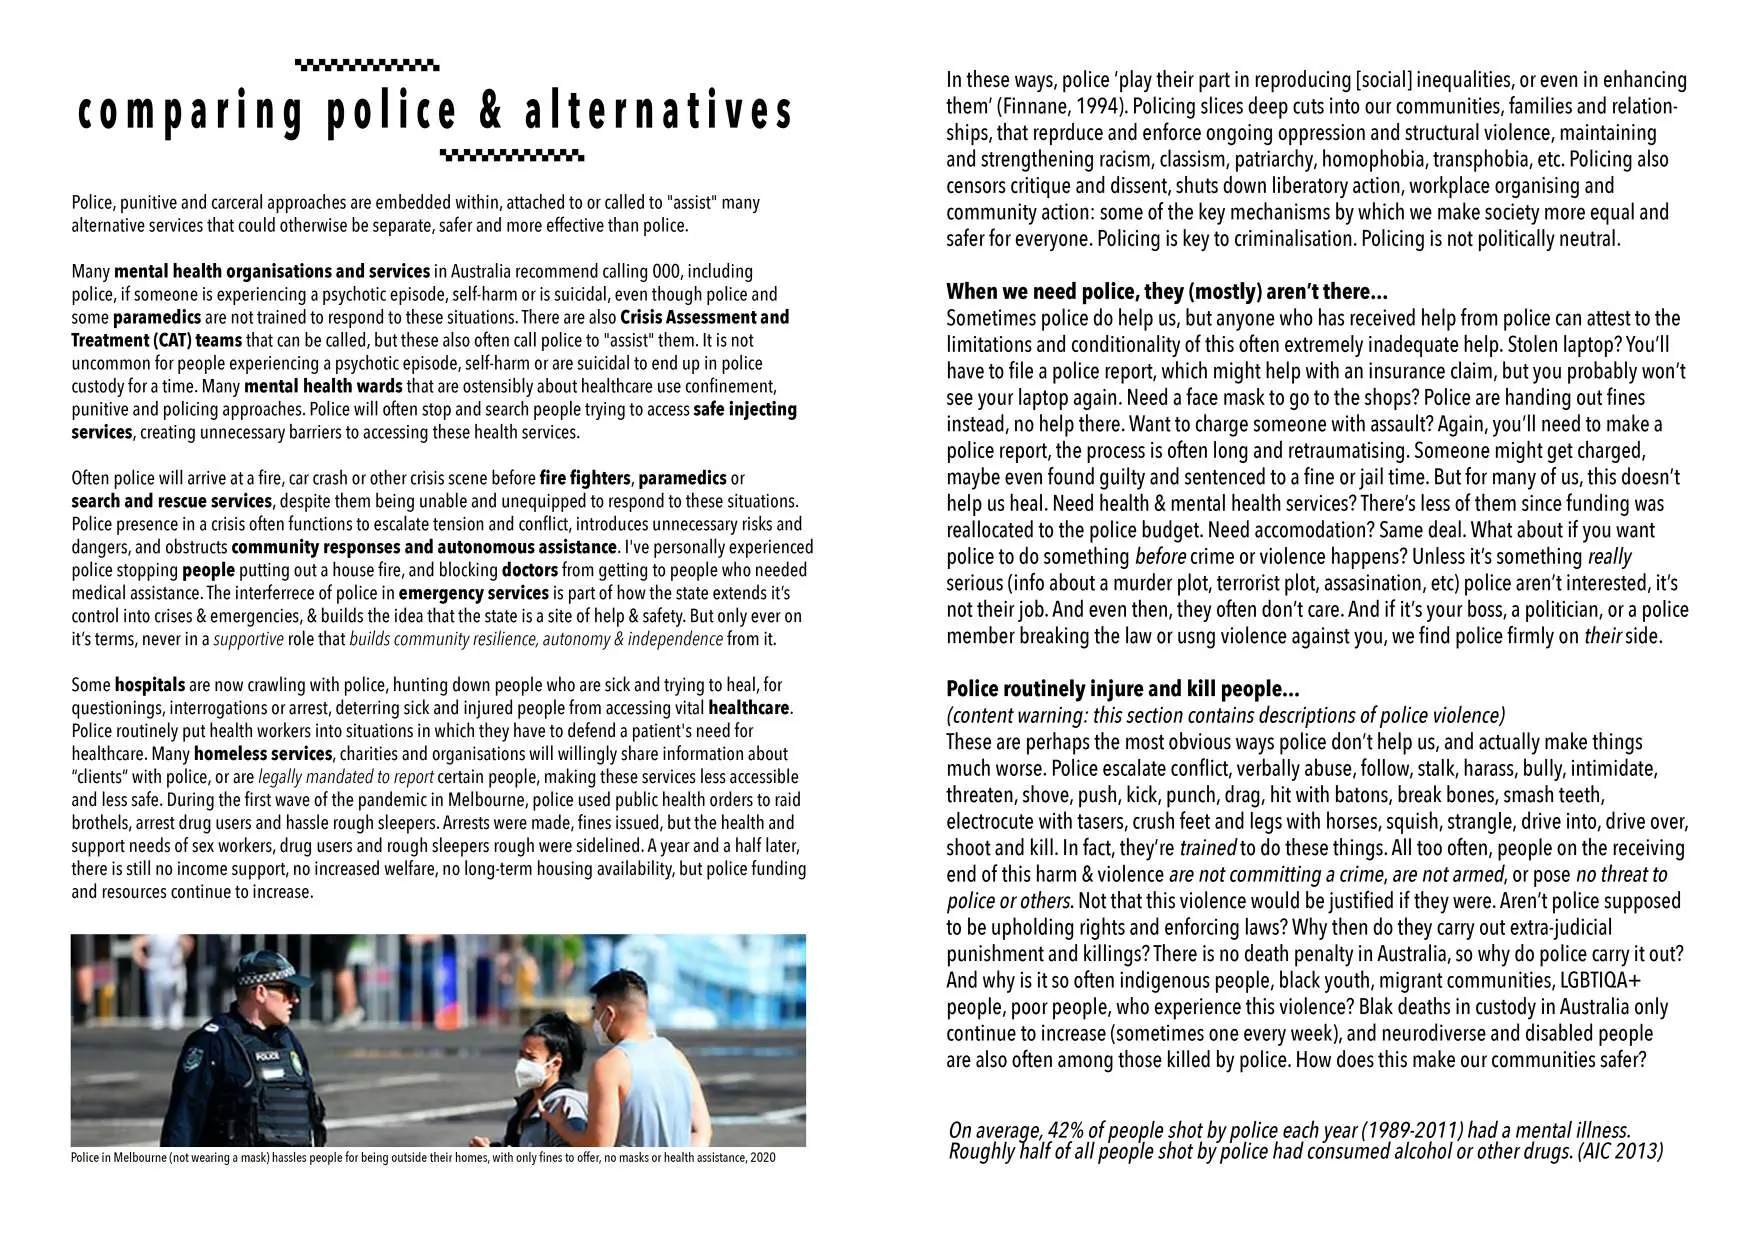 comparing police & alternatives
Police, punitive and carceral approaches are embedded within, attached to or called to "assist" many
alternative services that could otherwise be separate, safer and more effective than police.
Many mental health organisations and services in Australia recommend calling 000, including
police, if someone is experiencing a psychotic episode, self-harm or is suicidal, even though police and
some paramedics are not trained to respond to these situations. There are also Crisis Assessment and
Treatment (CAT) teams that can be called, but these also often call police to "assist" them. It is not
uncommon for people experiencing a psychotic episode, self-harm or are suicidal to end up in police
custody for a time. Many mental health wards that are ostensibly about healthcare use confinement,
punitive and policing approaches. Police will often stop and search people trying to access safe injecting
services, creating unnecessary barriers to accessing these health services.
Often police will arrive at a fire, car crash or other crisis scene before fire fighters, paramedics or
search and rescue services, despite them being unable and unequipped to respond to these situations.
Police presence in a crisis often functions to escalate tension and conflict, introduces unnecessary risks and
dangers, and obstructs community responses and autonomous assistance. I've personally experienced
police stopping people putting out a house fire, and blocking doctors from getting to people who needed
medical assistance. The interferrece of police in emergency services is part of how the state extends it's
control into crises & emergencies, & builds the idea that the state is a site of help & safety. But only ever on
it's terms, never in a supportive role that builds community resilience, autonomy & independence from it.
Some hospitals are now crawling with police, hunting down people who are sick and trying to heal, for
questionings, interrogations or arrest, deterring sick and injured people from accessing vital healthcare.
Police routinely put health workers into situations in which they have to defend a patient's need for
healthcare. Many homeless services, charities and organisations will willingly share information about
“clients“ with police, or are legally mandated to report certain people, making these services less accessible
and less safe. During the first wave of the pandemic in Melbourne, police used public health orders to raid
brothels, arrest drug users and hassle rough sleepers. Arrests were made, fines issued, but the health and
support needs of sex workers, drug users and rough sleepers rough were sidelined. A year and a half later,
there is still no income support, no increased welfare, no long-term housing availability, but police funding
and resources continue to increase.
POLICE
Police in Melbourne (not wearing a mask) hassles people for being outside their homes, with only fines to offer, no masks or health assistance, 2020
In these ways, police ‘play their part in reproducing [social] inequalities, or even in enhancing
them’ (Finnane, 1994). Policing slices deep cuts into our communities, families and relation-
ships, that reprduce and enforce ongoing oppression and structural violence, maintaining
and strengthening racism, classism, patriarchy, homophobia, transphobia, etc. Policing also
censors critique and dissent, shuts down liberatory action, workplace organising and
community action: some of the key mechanisms by which we make society more equal and
safer for everyone. Policing is key to criminalisation. Policing is not politically neutral.
When we need police, they (mostly) aren’t there...
Sometimes police do help us, but anyone who has received help from police can attest to the
limitations and conditionality of this often extremely inadequate help. Stolen laptop? You’ll
have to file a police report, which might help with an insurance claim, but you probably won’t
see your laptop again. Need a face mask to go to the shops? Police are handing out fines
instead, no help there. Want to charge someone with assault? Again, you’ll need to make a
police report, the process is often long and retraumatising. Someone might get charged,
maybe even found guilty and sentenced to a fine or jail time. But for many of us, this doesn’t
help us heal. Need health & mental health services? There’s less of them since funding was
reallocated to the police budget. Need accomodation? Same deal. What about if you want
police to do something before crime or violence happens? Unless it’s something really
serious (info about a murder plot, terrorist plot, assasination, etc) police aren’t interested, it’s
not their job. And even then, they often don’t care. And if it’s your boss, a politician, or a police
member breaking the law or usng violence against you, we find police firmly on their side.
Police routinely injure and kill people...
(content warning: this section contains descriptions of police violence)
These are perhaps the most obvious ways police don’t help us, and actually make things
much worse. Police escalate conflict, verbally abuse, follow, stalk, harass, bully, intimidate,
threaten, shove, push, kick, punch, drag, hit with batons, break bones, smash teeth,
electrocute with tasers, crush feet and legs with horses, squish, strangle, drive into, drive over,
shoot and kill. In fact, they’re trained to do these things. All too often, people on the receiving
end of this harm & violence are not committing a crime, are not armed, or pose no threat to
police or others. Not that this violence would be justified if they were. Aren’t police supposed
to be upholding rights and enforcing laws? Why then do they carry out extra-judicial
punishment and killings? There is no death penalty in Australia, so why do police carry it out?
And why is it so often indigenous people, black youth, migrant communities, LGBTIQA+
people, poor people, who experience this violence? Blak deaths in custody in Australia only
continue to increase (sometimes one every week), and neurodiverse and disabled people
are also often among those killed by police. How does this make our communities safer?
On average, 42% of people shot by police each year (1989-2011) had a mental illness.
Roughly half of all people shot by police had consumed alcohol or other drugs. (AIC 2013)